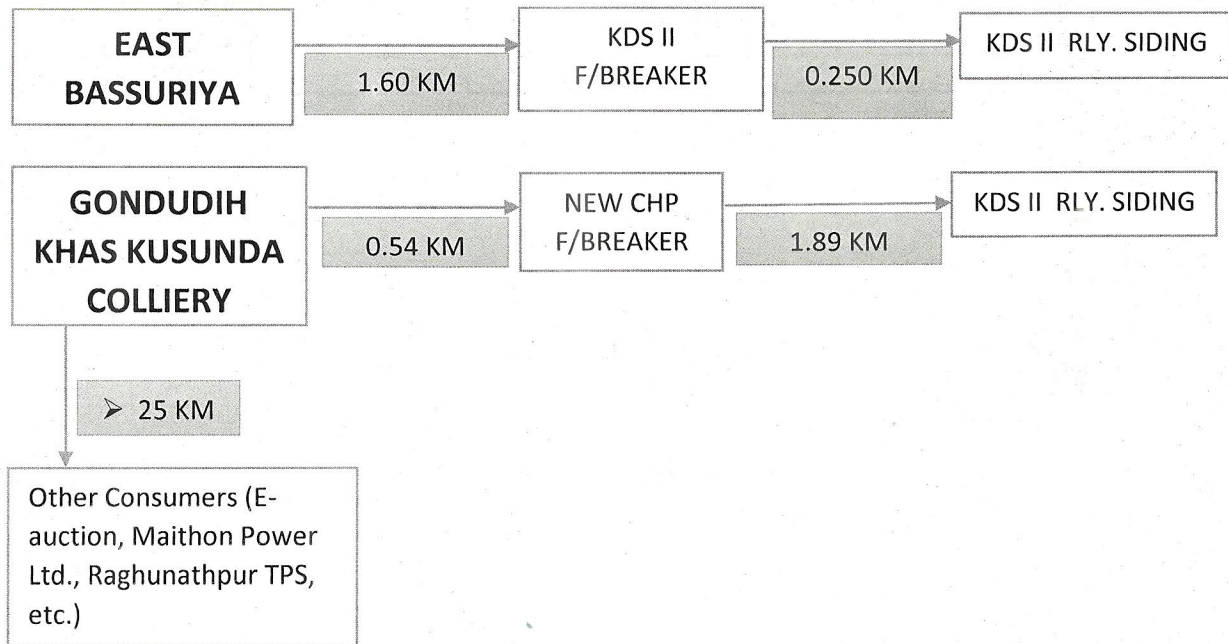 EAST
BASSURIYA
1.60 KM
KDS II
F/BREAKER
0.250 KM
KDS II RLY. SIDING
GONDUDIH
KHAS KUSUNDA
COLLIERY
0.54 KM
NEW CHP
F/BREAKER
1.89 KM
KDS II RLY. SIDING
➢ 25 KM
Other Consumers (E-
auction, Maithon Power
Ltd., Raghunathpur TPS,
etc.)